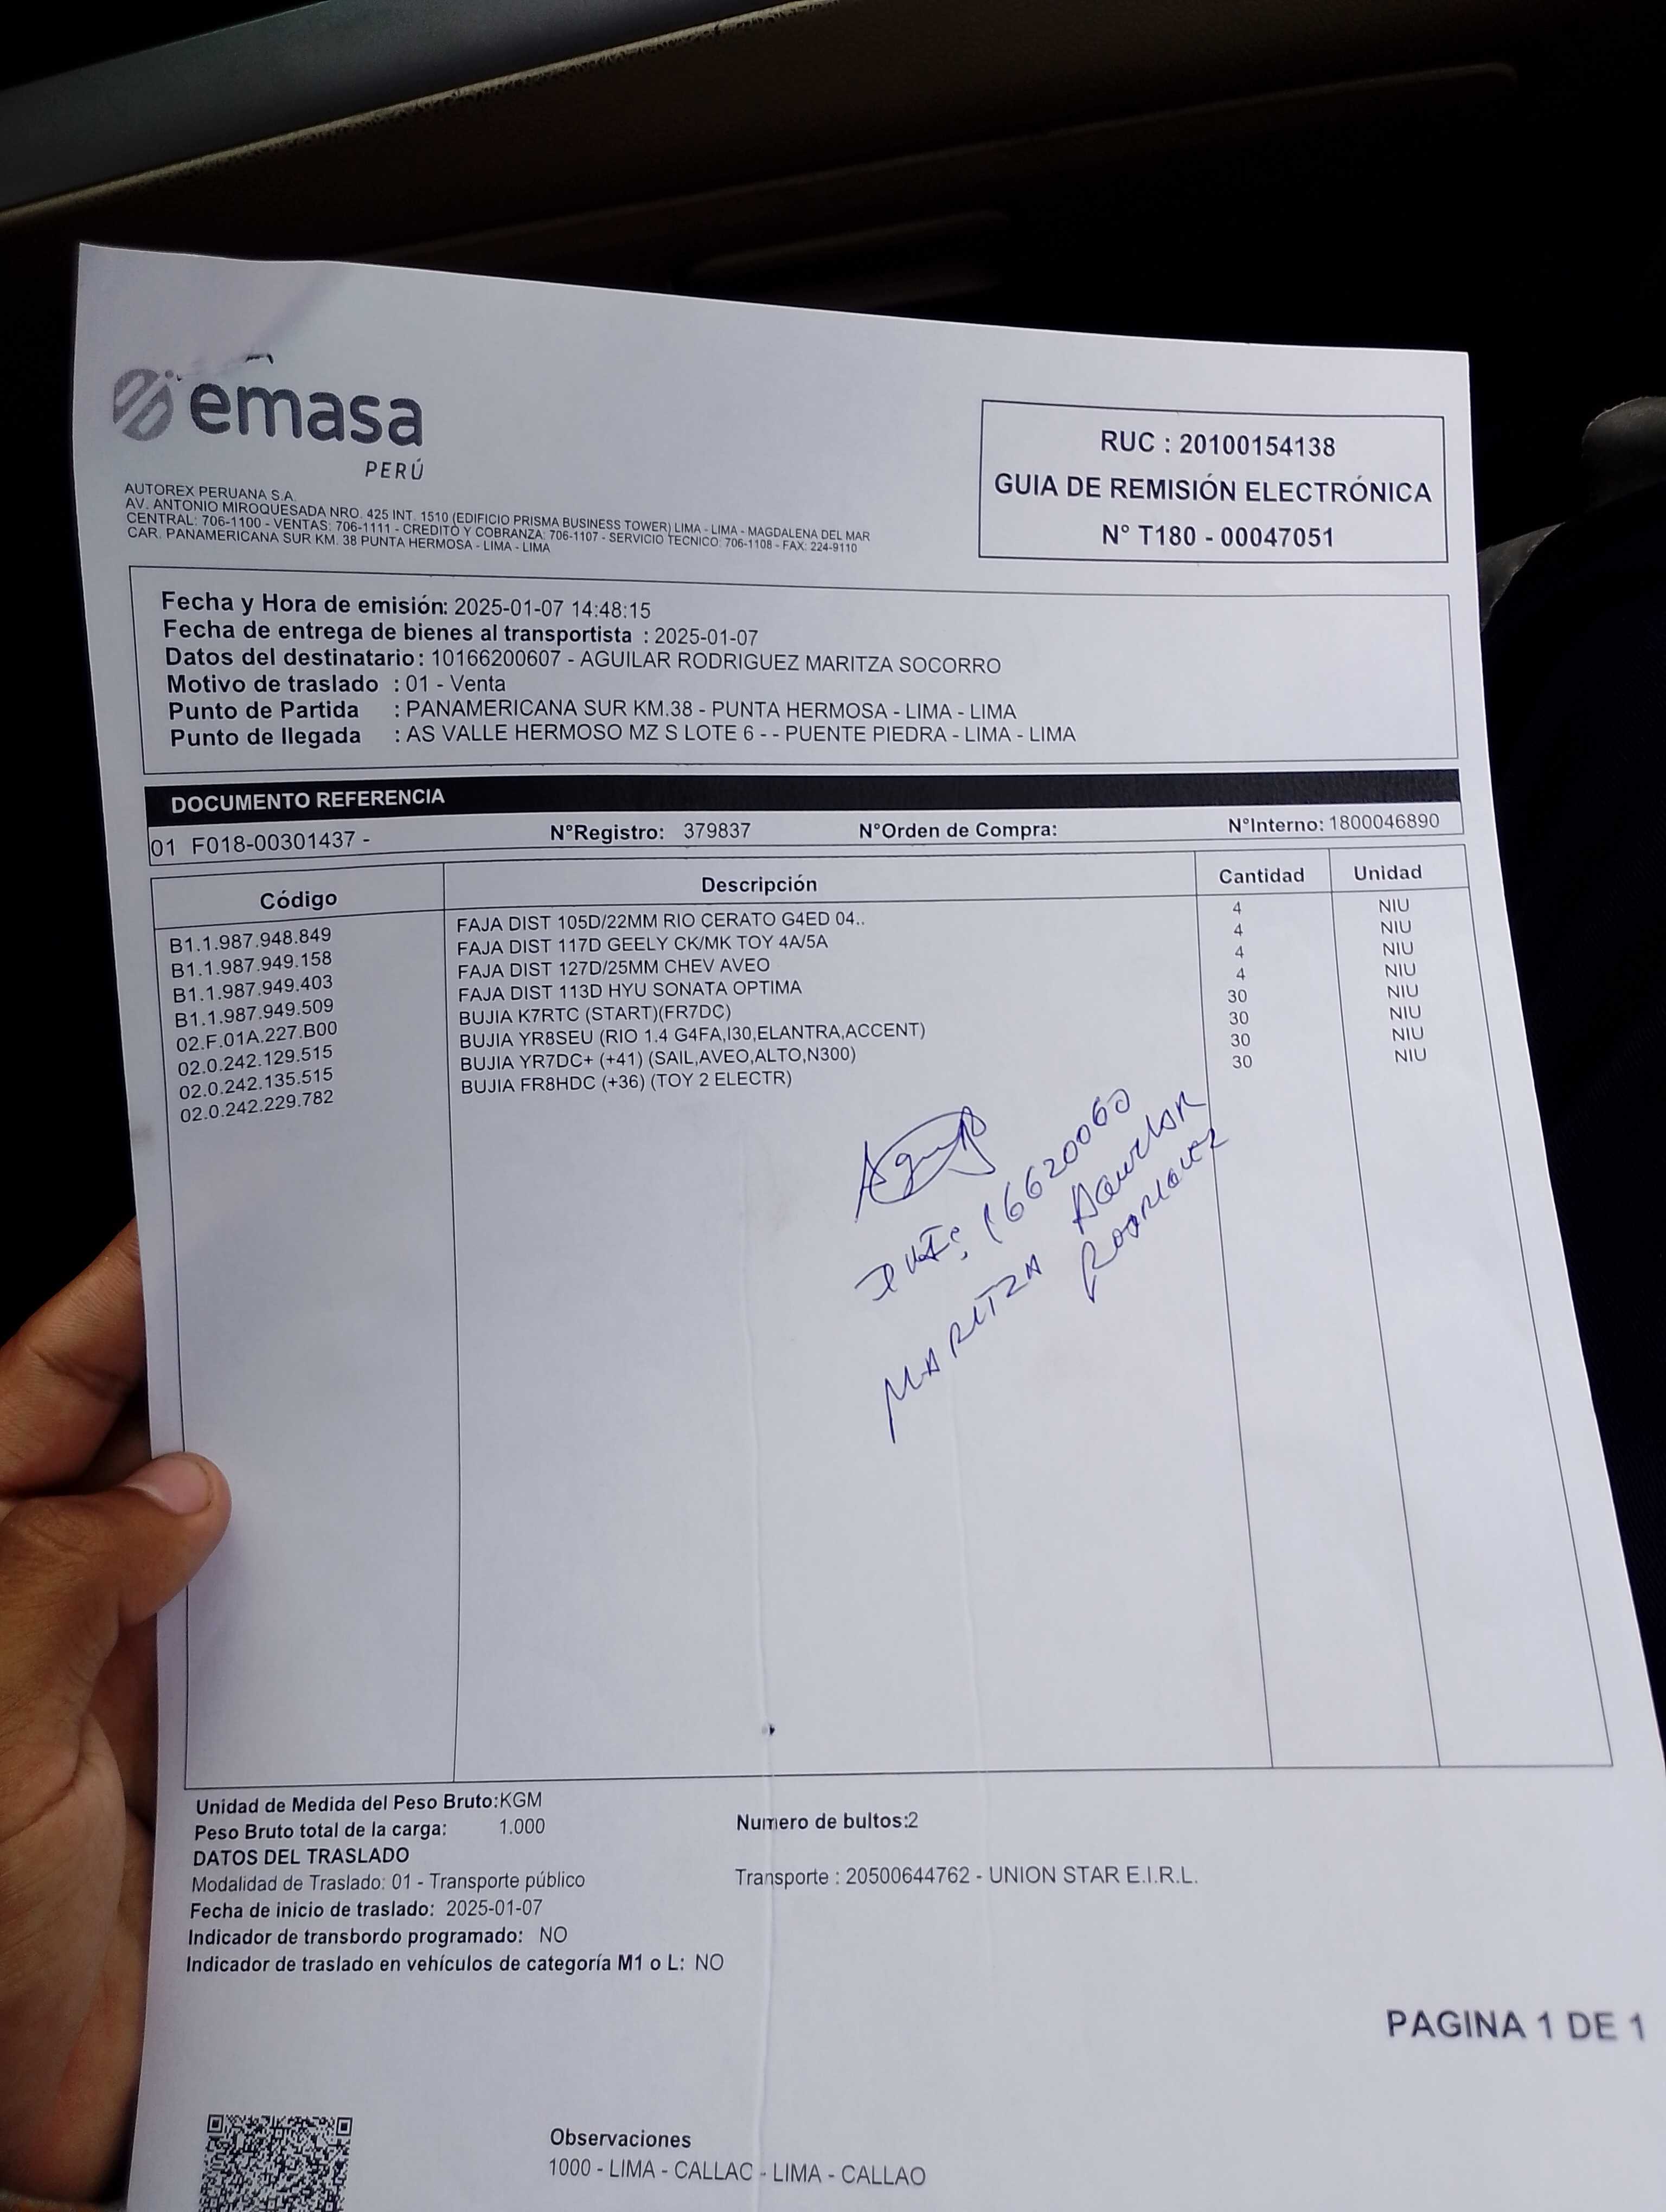 emasa
PERÚ
AUTOREX PERUANA S.A.
AV. ANTONIO MIROQUESADA NRO. 425 INT. 1510 (EDIFICIO PRISMA BUSINESS TOWER) LIMA - LIMA - MAGDALENA DEL MAR
CENTRAL: 706-1100 - VENTAS: 706-1111 - CREDITO Y COBRANZA: 706-1107 - SERVICIO TECNICO: 706-1108 - FAX: 224-9110
CAR. PANAMERICANA SUR KM. 38 PUNTA HERMOSA - LIMA - LIMA
RUC : 20100154138
GUIA DE REMISIÓN ELECTRÓNICA
N° T180 - 00047051
Fecha y Hora de emisión: 2025-01-07 14:48:15
Fecha de entrega de bienes al transportista : 2025-01-07
Datos del destinatario: 10166200607 - AGUILAR RODRIGUEZ MARITZA SOCORRO
Motivo de traslado : 01 - Venta
Punto de Partida : PANAMERICANA SUR KM.38 - PUNTA HERMOSA - LIMA - LIMA
Punto de llegada : AS VALLE HERMOSO MZ S LOTE 6 - - PUENTE PIEDRA - LIMA - LIMA
DOCUMENTO REFERENCIA
01 F018-00301437 - N°Registro: 379837 N°Orden de Compra: N°Interno: 1800046890
Código Descripción Cantidad Unidad
B1.1.987.948.849 FAJA DIST 105D/22MM RIO CERATO G4ED 04.. 4 NIU
B1.1.987.949.158 FAJA DIST 117D GEELY CK/MK TOY 4A/5A 4 NIU
B1.1.987.949.403 FAJA DIST 127D/25MM CHEV AVEO 4 NIU
B1.1.987.949.509 FAJA DIST 113D HYU SONATA OPTIMA 4 NIU
02.F.01A.227.B00 BUJIA K7RTC (START)(FR7DC) 30 NIU
02.0.242.129.515 BUJIA YR8SEU (RIO 1.4 G4FA,I30,ELANTRA,ACCENT) 30 NIU
02.0.242.135.515 BUJIA YR7DC+ (+41) (SAIL,AVEO,ALTO,N300) 30 NIU
02.0.242.229.782 BUJIA FR8HDC (+36) (TOY 2 ELECTR) 30 NIU
DNI: 16620060
MARITZA AGUILAR
RODRIGUEZ
Unidad de Medida del Peso Bruto:KGM
Peso Bruto total de la carga: 1.000 Numero de bultos:2
DATOS DEL TRASLADO
Modalidad de Traslado: 01 - Transporte público Transporte : 20500644762 - UNION STAR E.I.R.L.
Fecha de inicio de traslado: 2025-01-07
Indicador de transbordo programado: NO
Indicador de traslado en vehículos de categoría M1 o L: NO
PAGINA 1 DE 1
Observaciones
1000 - LIMA - CALLAO - LIMA - CALLAO